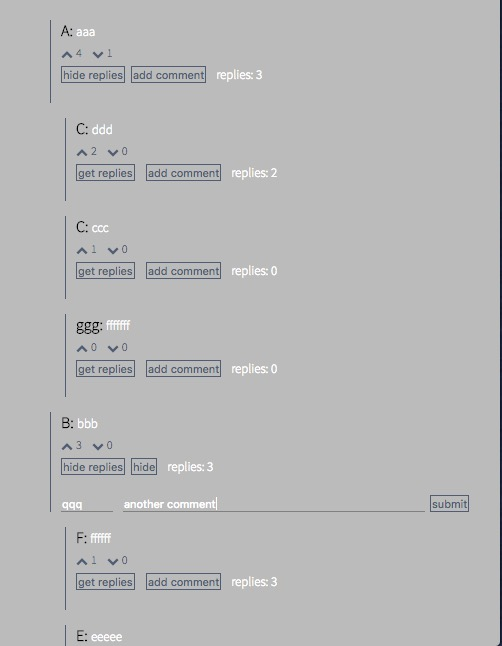 A: aaa
4 1
hide replies add comment replies: 3
C: ddd
2 0
get replies add comment replies: 2
C: ccc
1 0
get replies add comment replies: 0
ggg: fffffff
0 0
get replies add comment replies: 0
B: bbb
3 0
hide replies hide replies: 3
qqq another comment submit
F: ffffff
1 0
get replies add comment replies: 3
E: eeeee